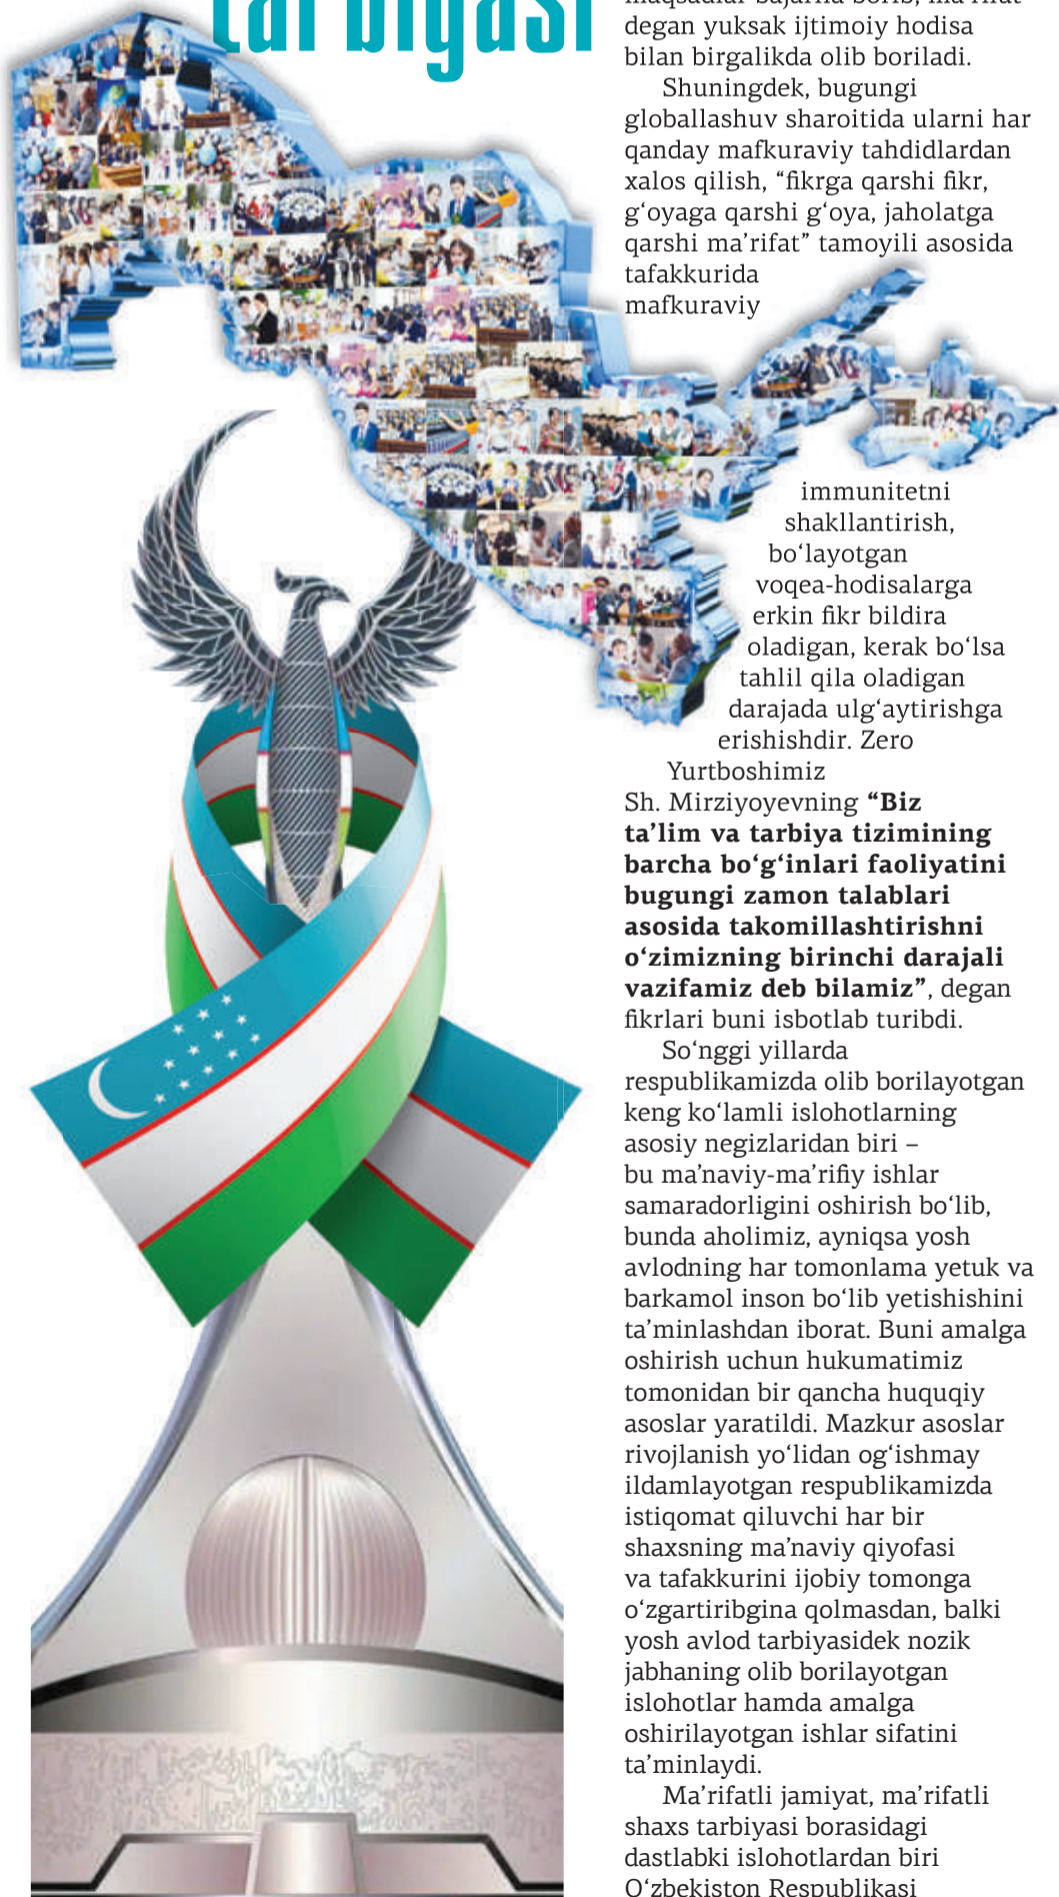 tarbiyasi
maqsadlar bajarila borib, ma’rifat
degan yuksak ijtimoiy hodisa
bilan birgalikda olib boriladi.
Shuningdek, bugungi
globallashuv sharoitida ularni har
qanday mafkuraviy tahdidlardan
xalos qilish, “fikrga qarshi fikr,
g‘oyaga qarshi g‘oya, jaholatga
qarshi ma’rifat” tamoyili asosida
tafakkurida
mafkuraviy
immunitetni
shakllantirish,
bo‘layotgan
voqea-hodisalarga
erkin fikr bildira
oladigan, kerak bo‘lsa
tahlil qila oladigan
darajada ulg‘aytirishga
erishishdir. Zero
Yurtboshimiz
Sh. Mirziyoyevning “Biz
ta’lim va tarbiya tizimining
barcha bo‘g‘inlari faoliyatini
bugungi zamon talablari
asosida takomillashtirishni
o‘zimizning birinchi darajali
vazifamiz deb bilamiz”, degan
fikrlari buni isbotlab turibdi.
So‘nggi yillarda
respublikamizda olib borilayotgan
keng ko‘lamli islohotlarning
asosiy negizlaridan biri –
bu ma’naviy-ma’rifiy ishlar
samaradorligini oshirish bo‘lib,
bunda aholimiz, ayniqsa yosh
avlodning har tomonlama yetuk va
barkamol inson bo‘lib yetishishini
ta’minlashdan iborat. Buni amalga
oshirish uchun hukumatimiz
tomonidan bir qancha huquqiy
asoslar yaratildi. Mazkur asoslar
rivojlanish yo‘lidan og‘ishmay
ildamlayotgan respublikamizda
istiqomat qiluvchi har bir
shaxsning ma’naviy qiyofasi
va tafakkurini ijobiy tomonga
o‘zgartiribgina qolmasdan, balki
yosh avlod tarbiyasidek nozik
jabhaning olib borilayotgan
islohotlar hamda amalga
oshirilayotgan ishlar sifatini
ta’minlaydi.
Ma’rifatli jamiyat, ma’rifatli
shaxs tarbiyasi borasidagi
dastlabki islohotlardan biri
O‘zbekiston Respublikasi